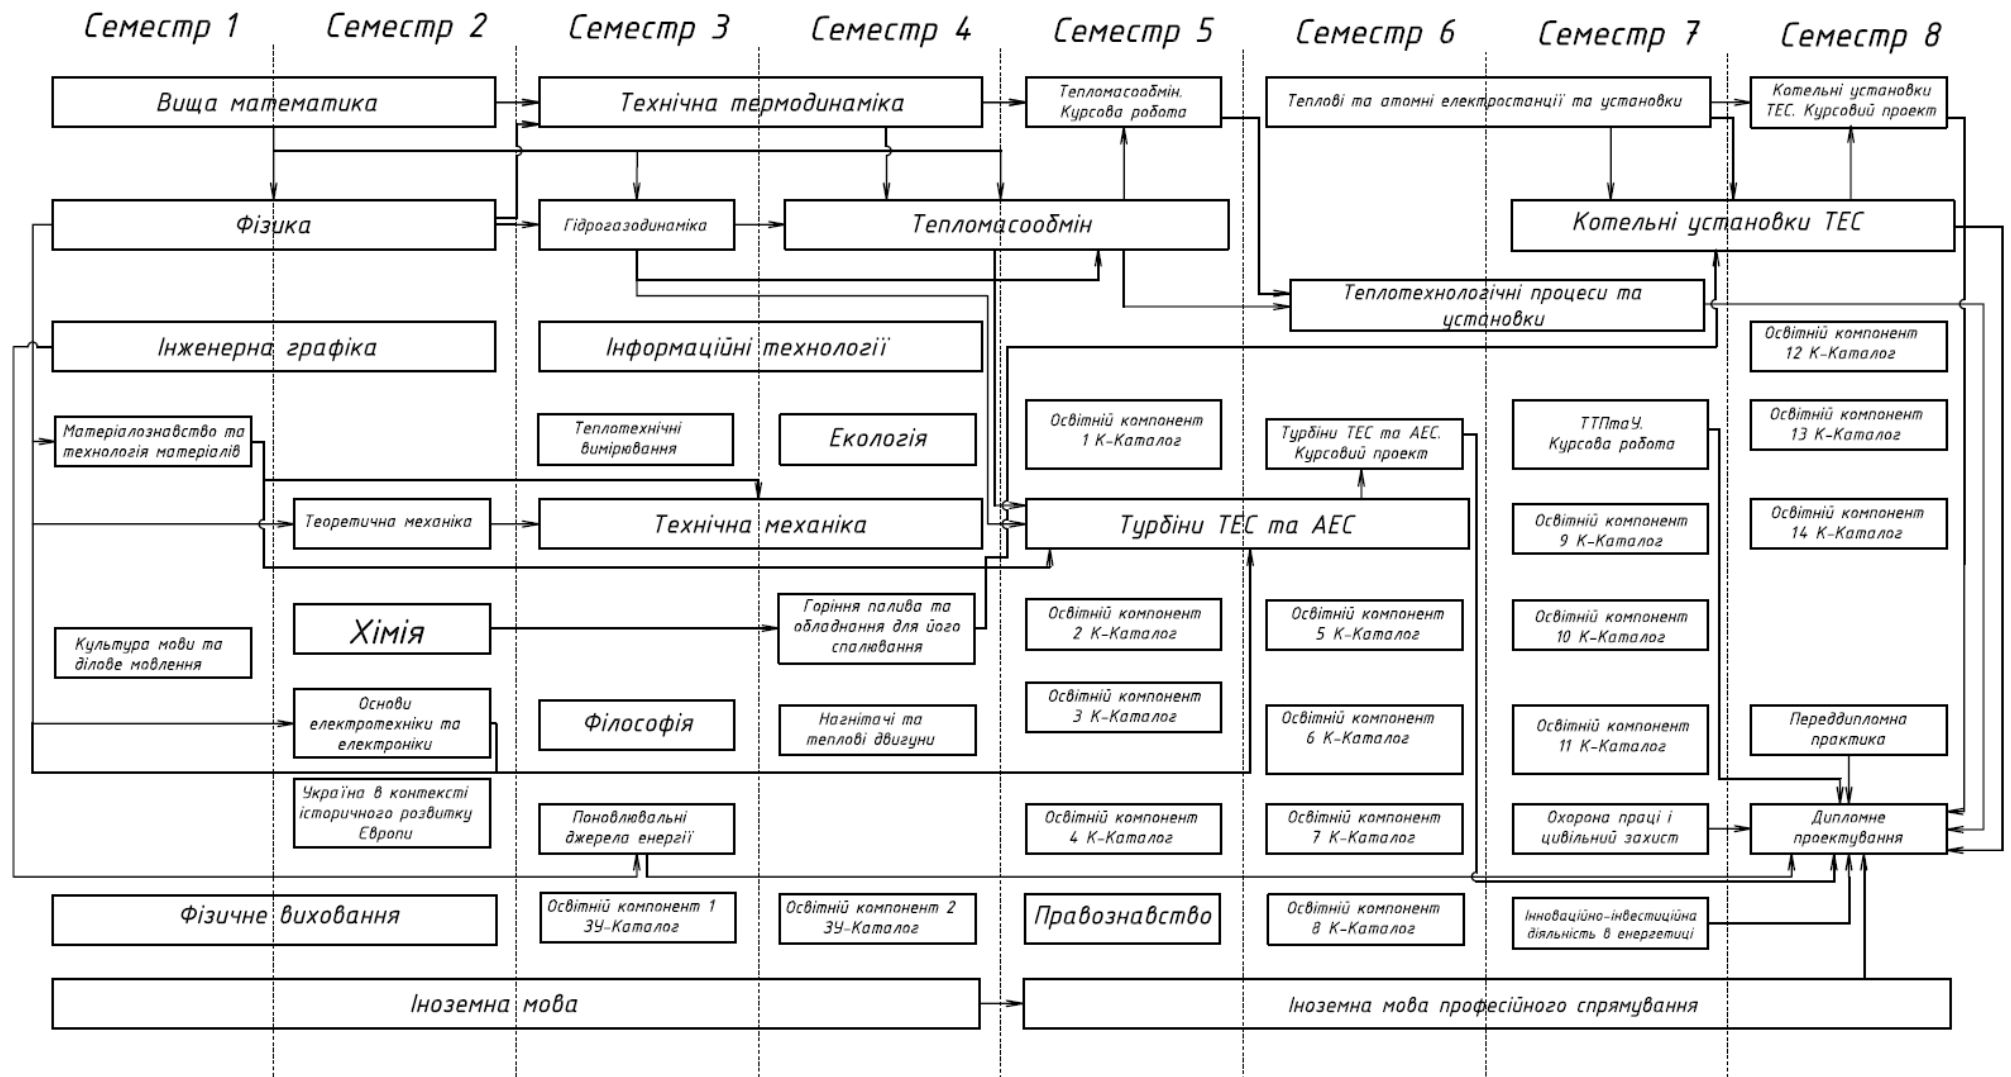 Семестр 1
Семестр 2
Семестр 3
Семестр 4
Семестр 5
Семестр 6
Семестр 7
Семестр 8
Вища математика
Технічна термодинаміка
Тепломасообмін.
Курсова робота
Теплові та атомні електростанції та установки
Котельні установки
ТЕС. Курсовий проект
Фізика
Гідрогазодинаміка
Тепломасообмін
Котельні установки ТЕС
Теплотехнологічні процеси та
установки
Інженерна графіка
Інформаційні технології
Освітній компонент
12 К-Каталог
Матеріалознавство та
технологія матеріалів
Теплотехнічні
вимірювання
Екологія
Освітній компонент
1 К-Каталог
Турбіни ТЕС та АЕС.
Курсовий проект
ТТПтаУ.
Курсова робота
Освітній компонент
13 К-Каталог
Теоретична механіка
Технічна механіка
Турбіни ТЕС та АЕС
Освітній компонент
9 К-Каталог
Освітній компонент
14 К-Каталог
Культура мови та
ділове мовлення
Хімія
Горіння палива та
обладнання для його
спалювання
Освітній компонент
2 К-Каталог
Освітній компонент
5 К-Каталог
Освітній компонент
10 К-Каталог
Основи
електротехніки та
електроніки
Філософія
Нагнітачі та
теплові двигуни
Освітній компонент
3 К-Каталог
Освітній компонент
6 К-Каталог
Освітній компонент
11 К-Каталог
Переддипломна
практика
Україна в контексті
історичного розвитку
Європи
Поновлювальні
джерела енергії
Освітній компонент
4 К-Каталог
Освітній компонент
7 К-Каталог
Охорона праці і
цивільний захист
Дипломне
проектування
Фізичне виховання
Освітній компонент 1
ЗУ-Каталог
Освітній компонент 2
ЗУ-Каталог
Правознавство
Освітній компонент
8 К-Каталог
Інноваційно-інвестиційна
діяльність в енергетиці
Іноземна мова
Іноземна мова професійного спрямування